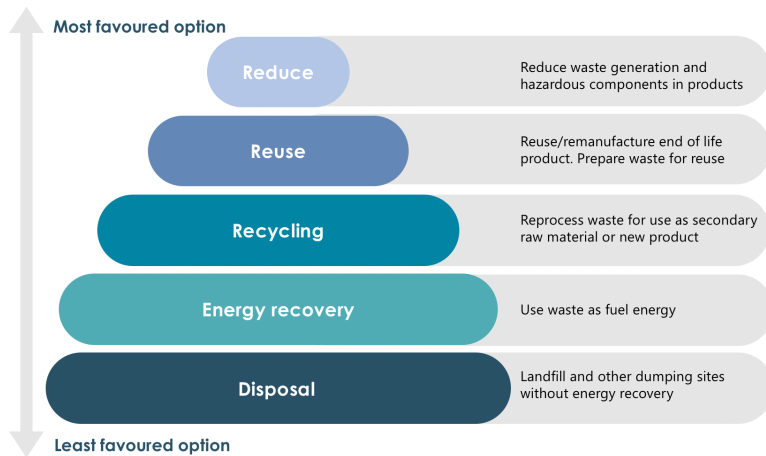 Most favoured option
Reduce
Reduce waste generation and
hazardous components in products
Reuse
Reuse/remanufacture end of life
product. Prepare waste for reuse
Recycling
Reprocess waste for use as secondary
raw material or new product
Energy recovery
Use waste as fuel energy
Disposal
Landfill and other dumping sites
without energy recovery
Least favoured option